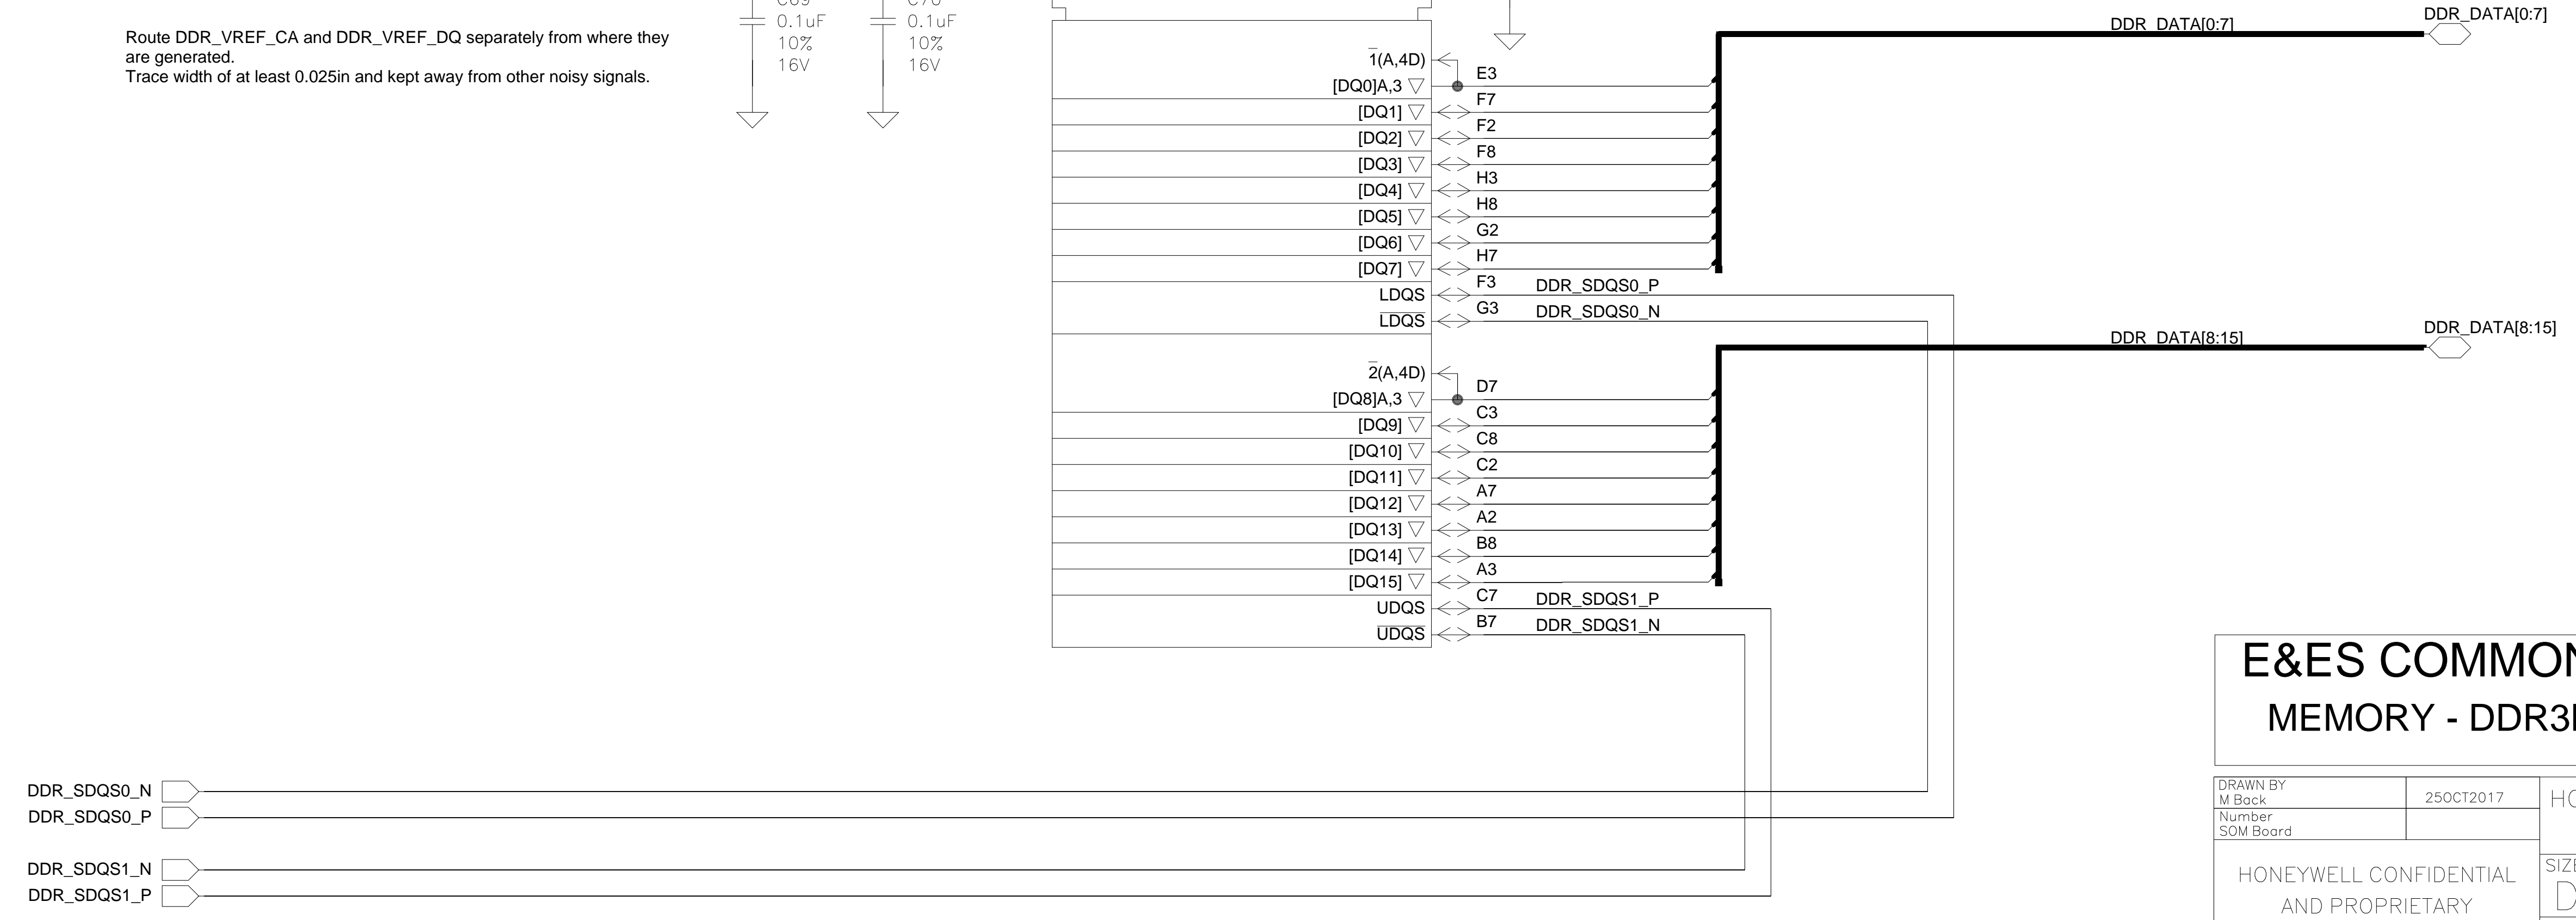 Route DDR_VREF_CA and DDR_VREF_DQ separately from where they
are generated.
Trace width of at least 0.025in and kept away from other noisy signals.
C69
0.1uF
10%
16V
C70
0.1uF
10%
16V
1(A,4D)
[DQ0]A,3 E3
[DQ1] F7
[DQ2] F2
[DQ3] F8
[DQ4] H3
[DQ5] H8
[DQ6] G2
[DQ7] H7
LDQS F3 DDR_SDQS0_P
LDQS G3 DDR_SDQS0_N
DDR_DATA[0:7] DDR_DATA[0:7]
2(A,4D)
[DQ8]A,3 D7
[DQ9] C3
[DQ10] C8
[DQ11] C2
[DQ12] A7
[DQ13] A2
[DQ14] B8
[DQ15] A3
UDQS C7 DDR_SDQS1_P
UDQS B7 DDR_SDQS1_N
DDR_DATA[8:15] DDR_DATA[8:15]
DDR_SDQS0_N
DDR_SDQS0_P
DDR_SDQS1_N
DDR_SDQS1_P
E&ES COMMON
MEMORY - DDR3
DRAWN BY
M Back 25OCT2017
Number
SOM Board
HONEYWELL CONFIDENTIAL
AND PROPRIETARY
HO
SIZE
D